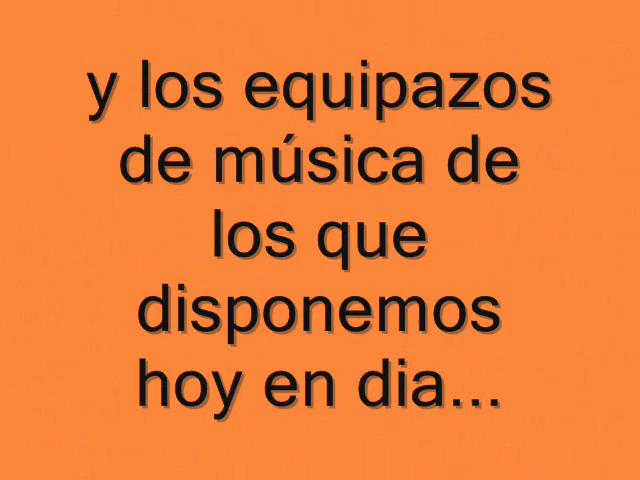 y los equipazos
de música de
los que
disponemos
hoy en dia...